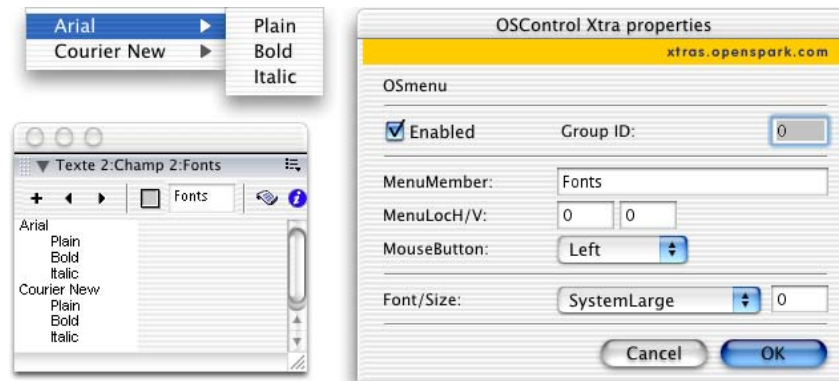 Arial
Courier New
Plain
Bold
Italic
Texte 2:Champ 2:Fonts
Fonts
Arial
Plain
Bold
Italic
Courier New
Plain
Bold
Italic
OSControl Xtra properties
xtras.openspark.com
OSmenu
Enabled Group ID: 0
MenuMember: Fonts
MenuLocH/V: 0 0
MouseButton: Left
Font/Size: SystemLarge 0
Cancel OK